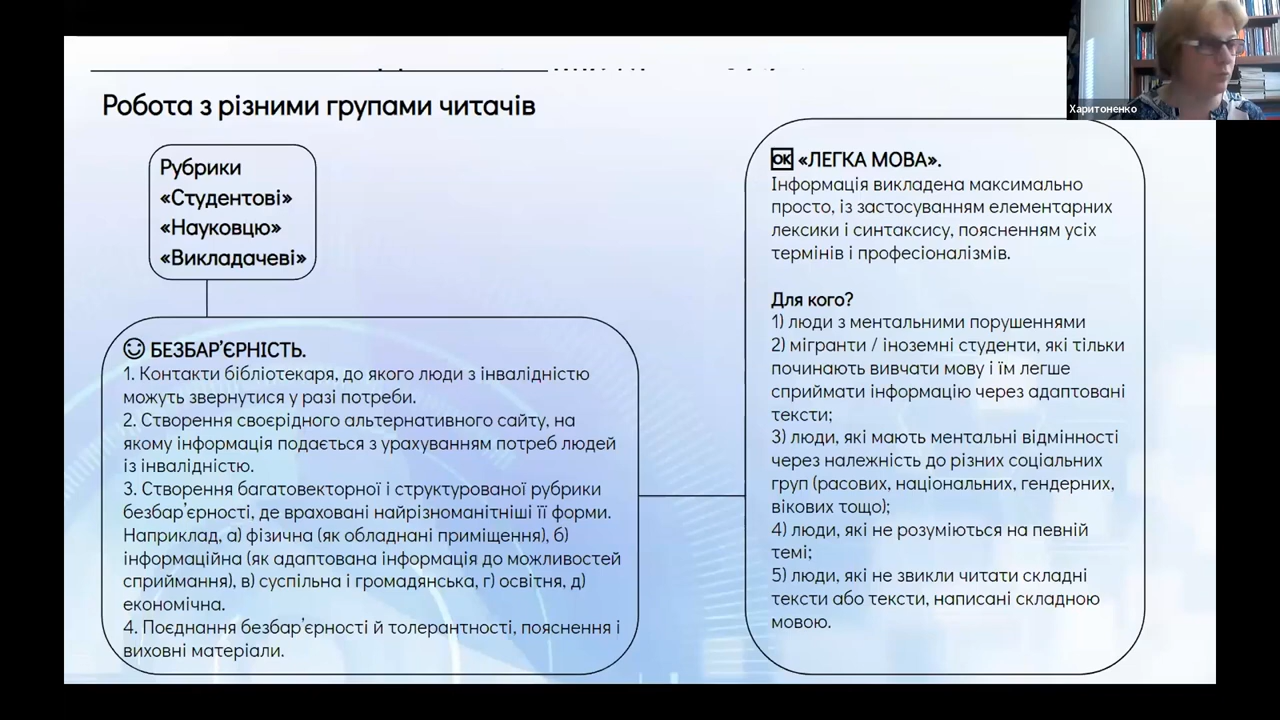 Робота з різними групами читачів
Харитоненко
Рубрики
«Студентові»
«Науковцю»
«Викладачеві»
БЕЗБАР’ЄРНІСТЬ.
1. Контакти бібліотекаря, до якого люди з інвалідністю
можуть звернутися у разі потреби.
2. Створення своєрідного альтернативного сайту, на
якому інформація подається з урахуванням потреб людей
із інвалідністю.
3. Створення багатовекторної і структурованої рубрики
безбар’єрності, де враховані найрізноманітніші її форми.
Наприклад, а) фізична (як обладнані приміщення), б)
інформаційна (як адаптована інформація до можливостей
сприймання), в) суспільна і громадянська, г) освітня, д)
економічна.
4. Поєднання безбар’єрності й толерантності, пояснення і
виховні матеріали.
OK «ЛЕГКА МОВА».
Інформація викладена максимально
просто, із застосуванням елементарних
лексики і синтаксису, поясненням усіх
термінів і професіоналізмів.
Для кого?
1) люди з ментальними порушеннями
2) мігранти / іноземні студенти, які тільки
починають вивчати мову і їм легше
сприймати інформацію через адаптовані
тексти;
3) люди, які мають ментальні відмінності
через належність до різних соціальних
груп (расових, національних, гендерних,
вікових тощо);
4) люди, які не розуміються на певній
темі;
5) люди, які не звикли читати складні
тексти або тексти, написані складною
мовою.